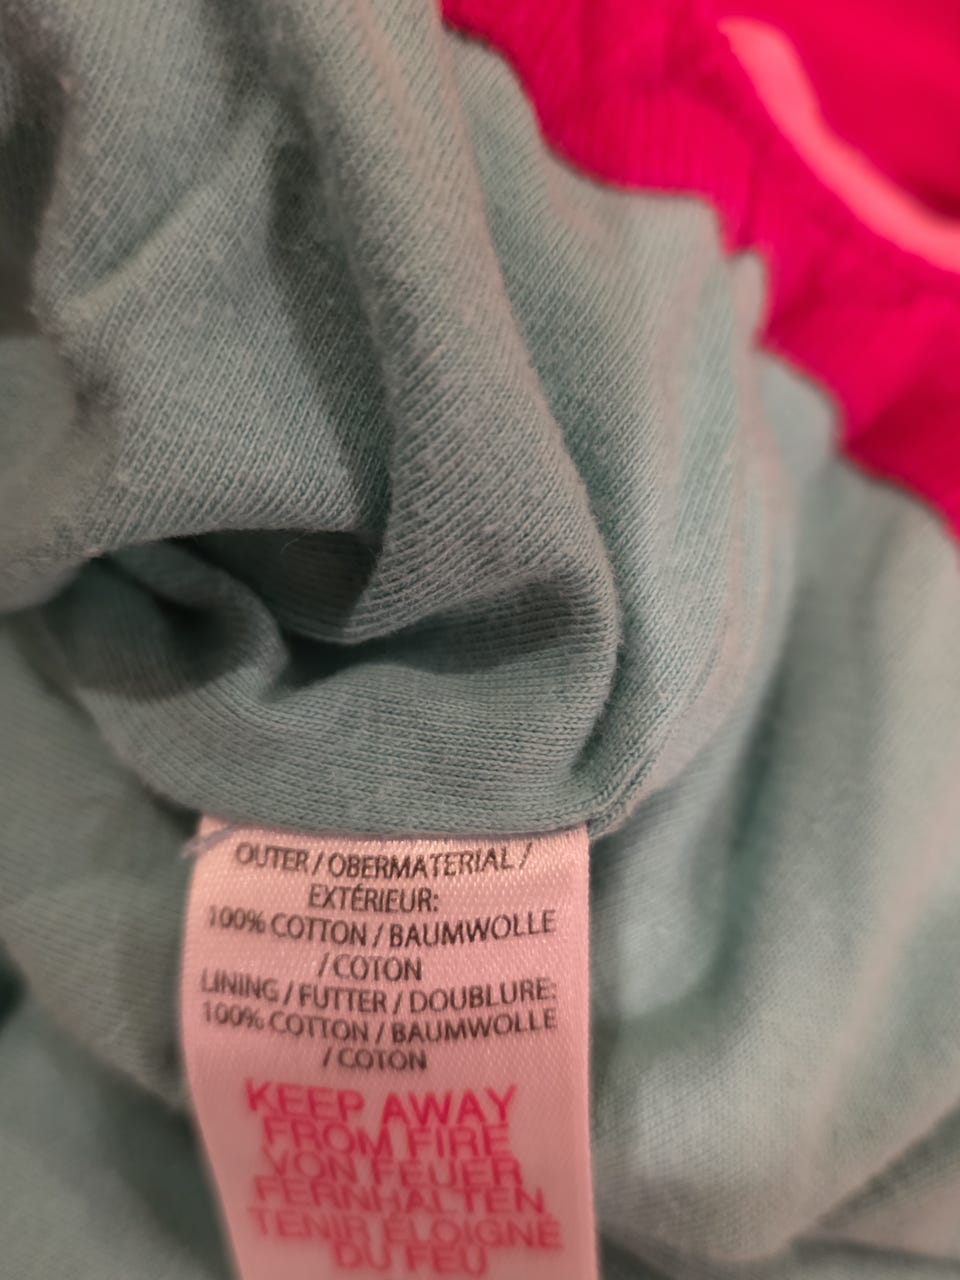 OUTER / OBERMATERIAL /
EXTÉRIEUR:
100% COTTON / BAUMWOLLE
/ COTON
LINING / FUTTER / DOUBLURE:
100% COTTON / BAUMWOLLE
/ COTON
KEEP AWAY
FROM FIRE
VON FEUER
FERNHALTEN
TENIR ÉLOIGNÉ
DU FEU